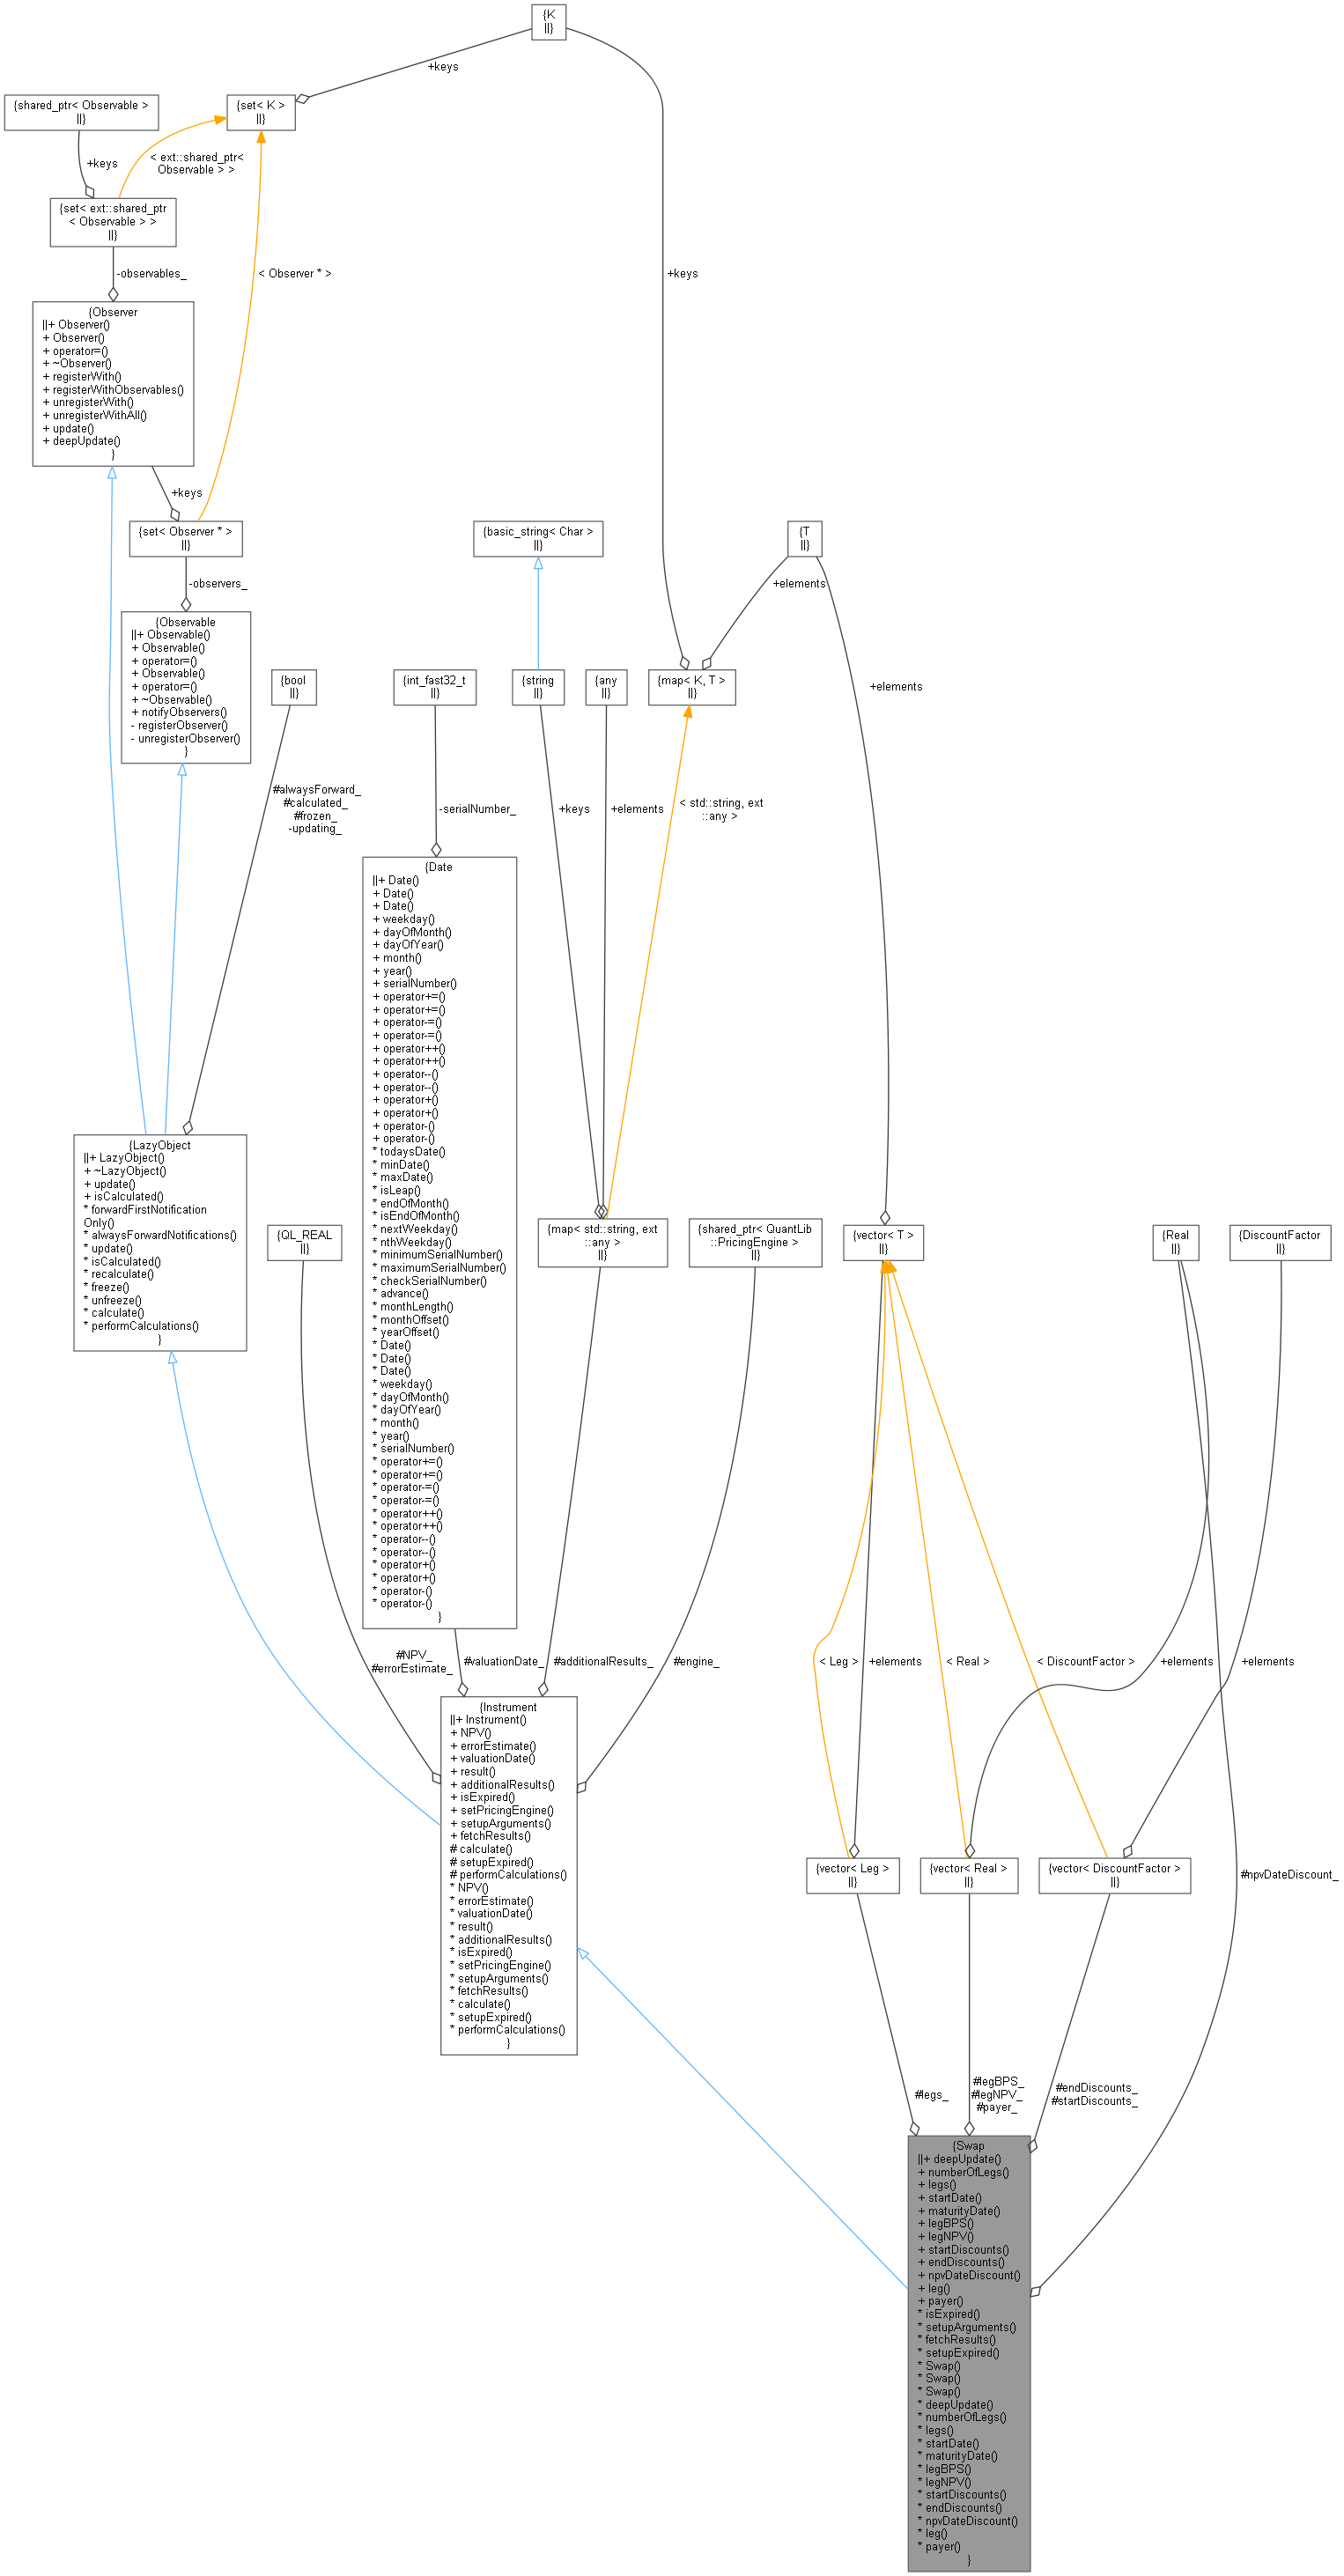 {K
||}
+keys
{shared_ptr< Observable >
||}
{set< K >
||}
+keys
< ext::shared_ptr<
Observable > >
{set< ext::shared_ptr
< Observable > >
||}
-observables_
< Observer * >
+keys
{Observer
||+ Observer()
+ Observer()
+ operator=()
+ ~Observer()
+ registerWith()
+ registerWithObservables()
+ unregisterWith()
+ unregisterWithAll()
+ update()
+ deepUpdate()
}
+keys
{set< Observer * >
||}
{basic_string< Char >
||}
{T
||}
-observers_
+elements
{Observable
||+ Observable()
+ Observable()
+ operator=()
+ Observable()
+ operator=()
+ ~Observable()
+ notifyObservers()
- registerObserver()
- unregisterObserver()
}
{bool
||}
{int_fast32_t
||}
{string
||}
{any
||}
{map< K, T >
||}
+elements
#alwaysForward_
#calculated_
#frozen_
-updating_
-serialNumber_
+keys
+elements
< std::string, ext
::any >
{Date
||+ Date()
+ Date()
+ Date()
+ weekday()
+ dayOfMonth()
+ dayOfYear()
+ month()
+ year()
+ serialNumber()
+ operator+=()
+ operator+=()
+ operator-=()
+ operator-=()
+ operator++()
+ operator++()
+ operator--()
+ operator--()
+ operator+()
+ operator+()
+ operator-()
+ operator-()
* todaysDate()
* minDate()
* maxDate()
* isLeap()
* endOfMonth()
* isEndOfMonth()
* nextWeekday()
* nthWeekday()
* minimumSerialNumber()
* maximumSerialNumber()
* checkSerialNumber()
* advance()
* monthLength()
* monthOffset()
* yearOffset()
* Date()
* Date()
* Date()
* weekday()
* dayOfMonth()
* dayOfYear()
* month()
* year()
* serialNumber()
* operator+=()
* operator+=()
* operator-=()
* operator-=()
* operator++()
* operator++()
* operator--()
* operator--()
* operator+()
* operator+()
* operator-()
* operator-()
}
{LazyObject
||+ LazyObject()
+ ~LazyObject()
+ update()
+ isCalculated()
* forwardFirstNotification
Only()
* alwaysForwardNotifications()
* update()
* isCalculated()
* recalculate()
* freeze()
* unfreeze()
* calculate()
* performCalculations()
}
{QL_REAL
||}
{map< std::string, ext
::any >
||}
{shared_ptr< QuantLib
::PricingEngine >
||}
{vector< T >
||}
{Real
||}
{DiscountFactor
||}
#NPV_
#errorEstimate_
#valuationDate_
#additionalResults_
#engine_
< Leg >
+elements
< Real >
< DiscountFactor >
+elements
+elements
{Instrument
||+ Instrument()
+ NPV()
+ errorEstimate()
+ valuationDate()
+ result()
+ additionalResults()
+ isExpired()
+ setPricingEngine()
+ setupArguments()
+ fetchResults()
# calculate()
# setupExpired()
# performCalculations()
* NPV()
* errorEstimate()
* valuationDate()
* result()
* additionalResults()
* isExpired()
* setPricingEngine()
* setupArguments()
* fetchResults()
* calculate()
* setupExpired()
* performCalculations()
}
{vector< Leg >
||}
{vector< Real >
||}
{vector< DiscountFactor >
||}
#npvDateDiscount_
#legs_
#legBPS_
#legNPV_
#payer_
#endDiscounts_
#startDiscounts_
{Swap
||+ deepUpdate()
+ numberOfLegs()
+ legs()
+ startDate()
+ maturityDate()
+ legBPS()
+ legNPV()
+ startDiscounts()
+ endDiscounts()
+ npvDateDiscount()
+ leg()
+ payer()
* isExpired()
* setupArguments()
* fetchResults()
* setupExpired()
* Swap()
* Swap()
* Swap()
* deepUpdate()
* numberOfLegs()
* legs()
* startDate()
* maturityDate()
* legBPS()
* legNPV()
* startDiscounts()
* endDiscounts()
* npvDateDiscount()
* leg()
* payer()
}